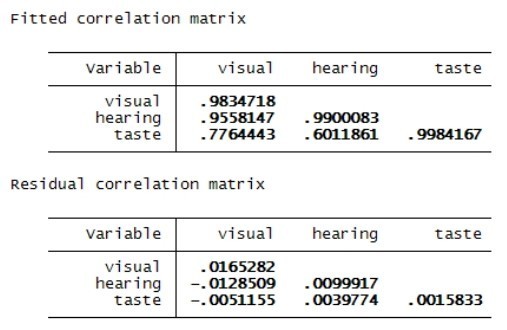 Fitted correlation matrix
Variable visual hearing taste
visual .9834718
hearing .9558147 .9900083
taste .7764443 .6011861 .9984167
Residual correlation matrix
Variable visual hearing taste
visual .0165282
hearing -.0128509 .0099917
taste -.0051155 .0039774 .0015833